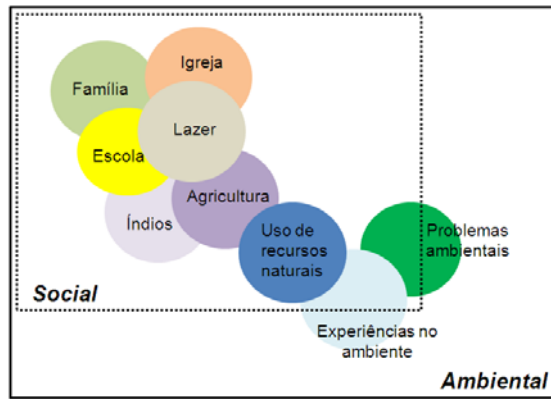 Igreja
Família
Lazer
Escola
Agricultura
Índios
Uso de
recursos
naturais
Problemas
ambientais
Social
Experiências no
ambiente
Ambiental